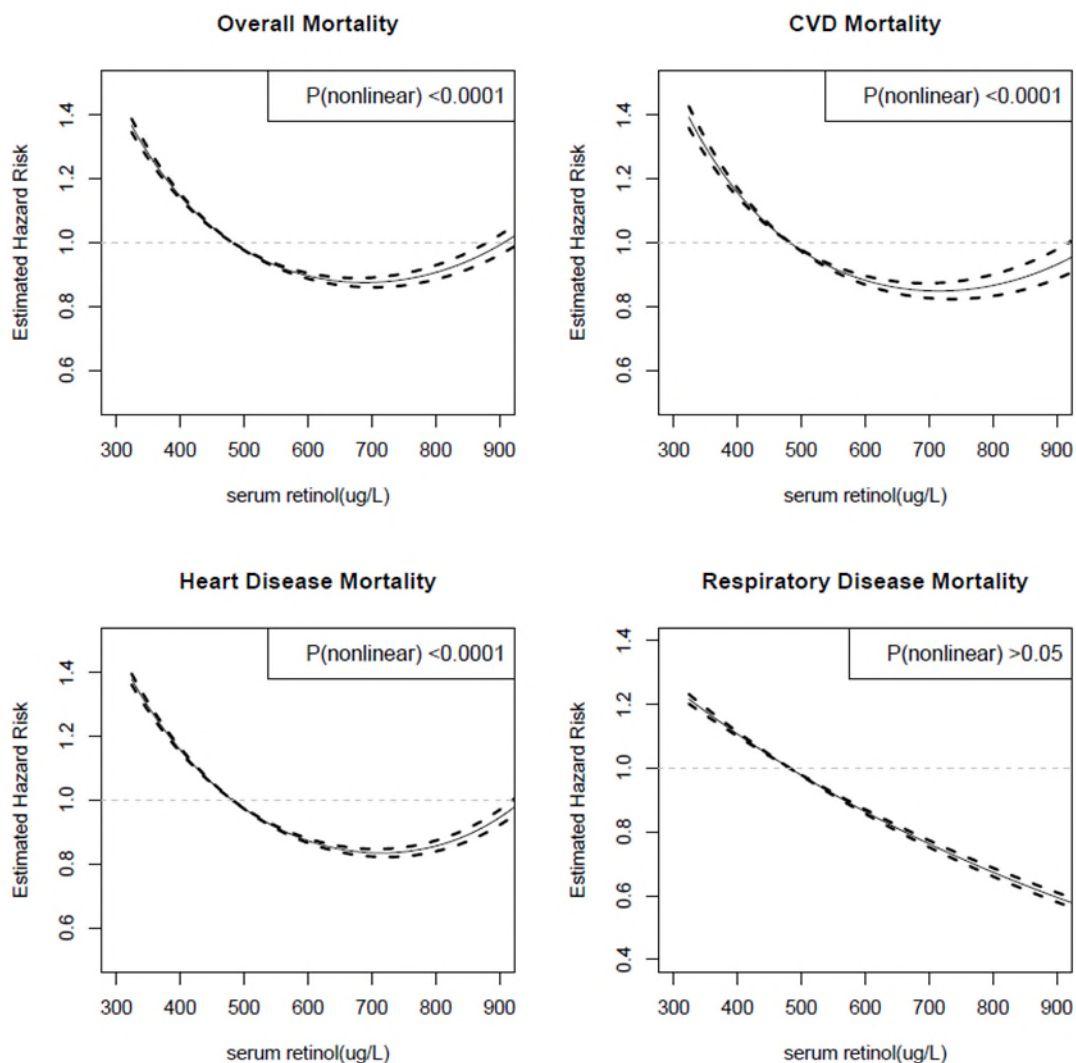 Overall Mortality
P(nonlinear) <0.0001
Estimated Hazard Risk
1.4
1.2
1.0
0.8
0.6
300 400 500 600 700 800 900
serum retinol(ug/L)
CVD Mortality
P(nonlinear) <0.0001
Estimated Hazard Risk
1.4
1.2
1.0
0.8
0.6
300 400 500 600 700 800 900
serum retinol(ug/L)
Heart Disease Mortality
P(nonlinear) <0.0001
Estimated Hazard Risk
1.4
1.2
1.0
0.8
0.6
300 400 500 600 700 800 900
serum retinol(ug/L)
Respiratory Disease Mortality
P(nonlinear) >0.05
Estimated Hazard Risk
1.4
1.2
1.0
0.8
0.6
0.4
300 400 500 600 700 800 900
serum retinol(ug/L)